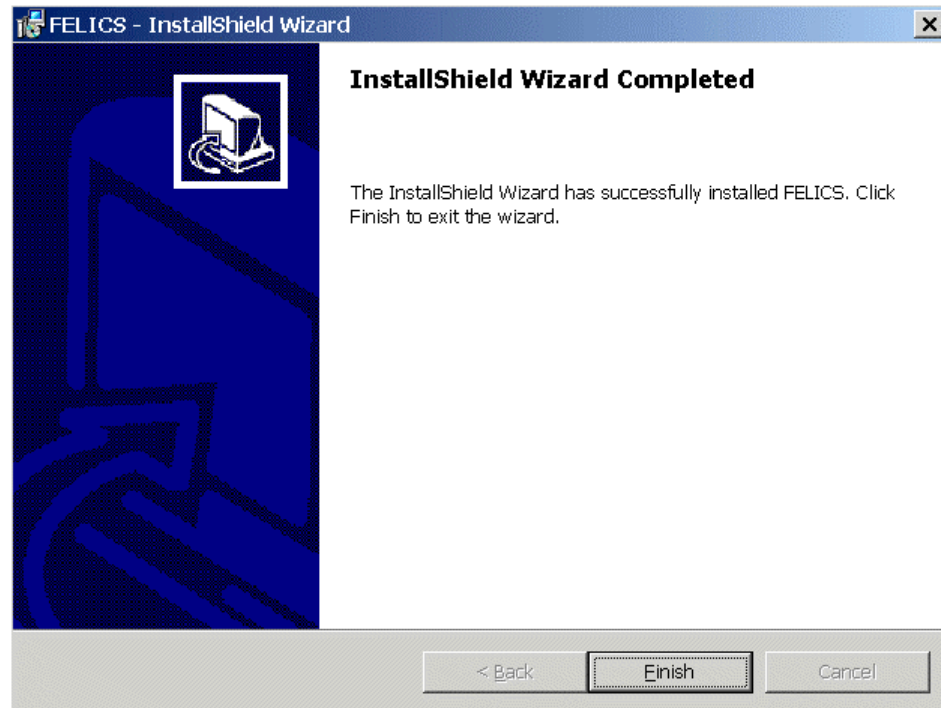 FELICS - InstallShield Wizard
InstallShield Wizard Completed
The InstallShield Wizard has successfully installed FELICS. Click
Finish to exit the wizard.
< Back
Finish
Cancel